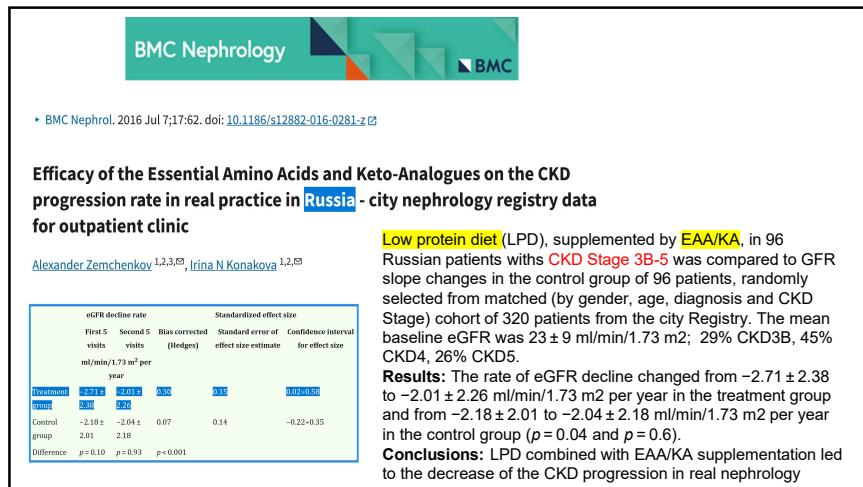 BMC Nephrology
BMC
▸ BMC Nephrol. 2016 Jul 7;17:62. doi: 10.1186/s12882-016-0281-z
Efficacy of the Essential Amino Acids and Keto-Analogues on the CKD
progression rate in real practice in Russia - city nephrology registry data
for outpatient clinic
Alexander Zemchenkov 1,2,3,✉, Irina N Konakova 1,2,✉
eGFR decline rate Standardized effect size
First 5 Second 5 Bias corrected Standard error of Confidence interval
visits visits (Hedges) effect size estimate for effect size
ml/min/1.73 m2 per
year
Treatment −2.71 ± −2.01 ± 0.30 0.15 0.02÷0.58
group 2.38 2.26
Control −2.18 ± −2.04 ± 0.07 0.14 −0.22÷0.35
group 2.01 2.18
Difference p = 0.10 p = 0.93 p < 0.001
Low protein diet (LPD), supplemented by EAA/KA, in 96
Russian patients withs CKD Stage 3B-5 was compared to GFR
slope changes in the control group of 96 patients, randomly
selected from matched (by gender, age, diagnosis and CKD
Stage) cohort of 320 patients from the city Registry. The mean
baseline eGFR was 23 ± 9 ml/min/1.73 m2; 29% CKD3B, 45%
CKD4, 26% CKD5.
Results: The rate of eGFR decline changed from −2.71 ± 2.38
to −2.01 ± 2.26 ml/min/1.73 m2 per year in the treatment group
and from −2.18 ± 2.01 to −2.04 ± 2.18 ml/min/1.73 m2 per year
in the control group (p = 0.04 and p = 0.6).
Conclusions: LPD combined with EAA/KA supplementation led
to the decrease of the CKD progression in real nephrology